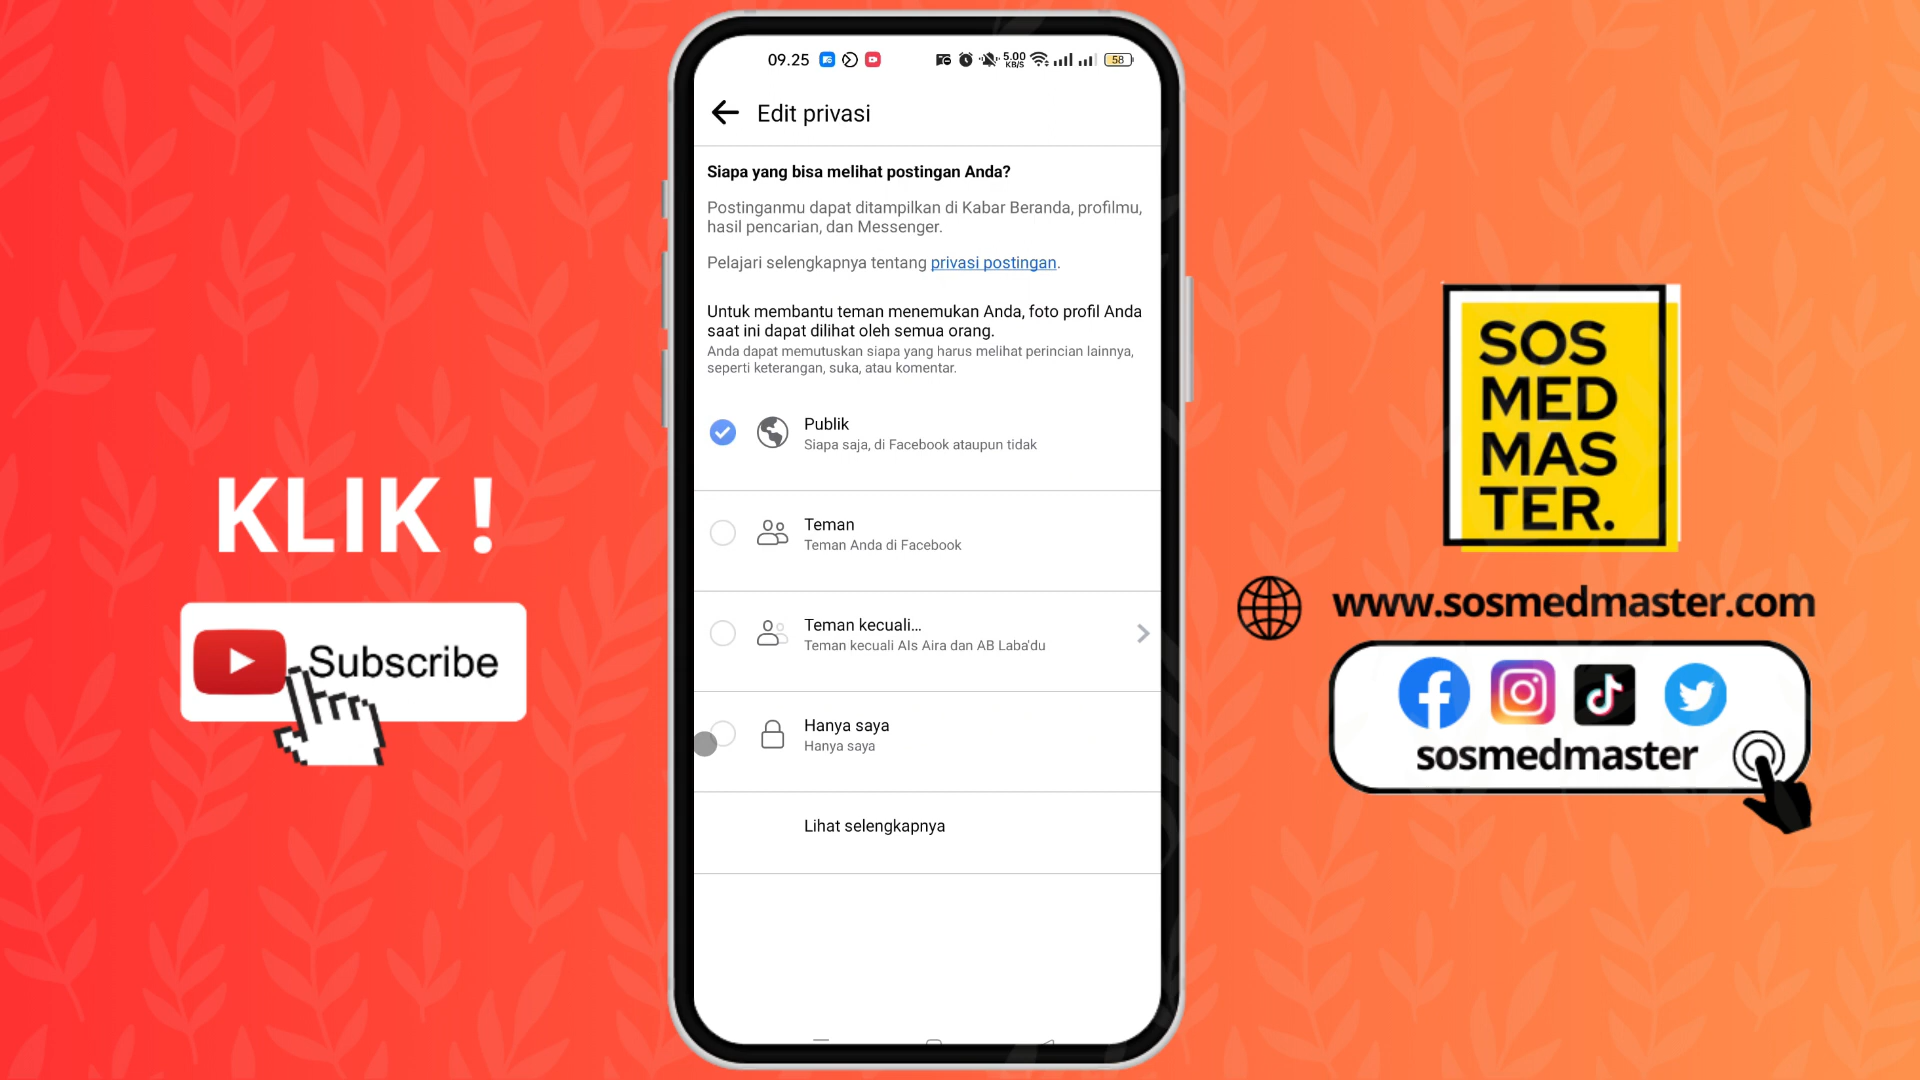 09.25
5.00
KB/S
58
Edit privasi
Siapa yang bisa melihat postingan Anda?
Postinganmu dapat ditampilkan di Kabar Beranda, profilmu,
hasil pencarian, dan Messenger.
Pelajari selengkapnya tentang privasi postingan.
Untuk membantu teman menemukan Anda, foto profil Anda
saat ini dapat dilihat oleh semua orang.
Anda dapat memutuskan siapa yang harus melihat perincian lainnya,
seperti keterangan, suka, atau komentar.
Publik
Siapa saja, di Facebook ataupun tidak
Teman
Teman Anda di Facebook
Teman kecuali...
Teman kecuali Als Aira dan AB Laba'du
Hanya saya
Hanya saya
Lihat selengkapnya
KLIK !
Subscribe
SOS
MED
MAS
TER.
www.sosmedmaster.com
sosmedmaster